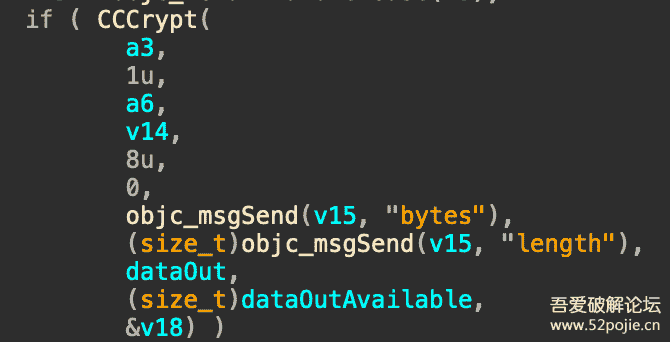 if ( CCCrypt(
a3,
1u,
a6,
v14,
8u,
0,
objc_msgSend(v15, "bytes"),
(size_t)objc_msgSend(v15, "length"),
dataOut,
(size_t)dataOutAvailable,
&v18) )
吾爱破解论坛
www.52pojie.cn